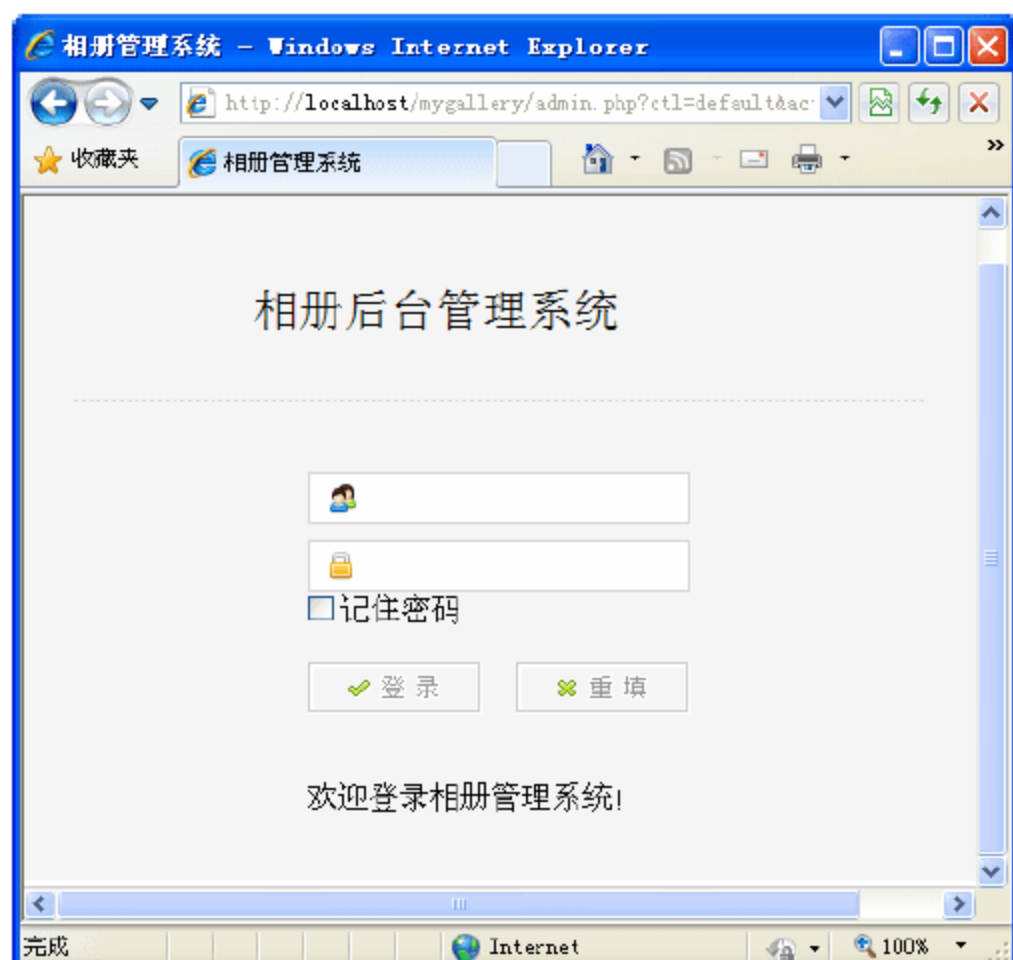 相册管理系统 - Windows Internet Explorer
http://localhost/mygallery/admin.php?ctl=default&ac
收藏夹 相册管理系统
相册后台管理系统
记住密码
登录 重填
欢迎登录相册管理系统!
完成 Internet 100%